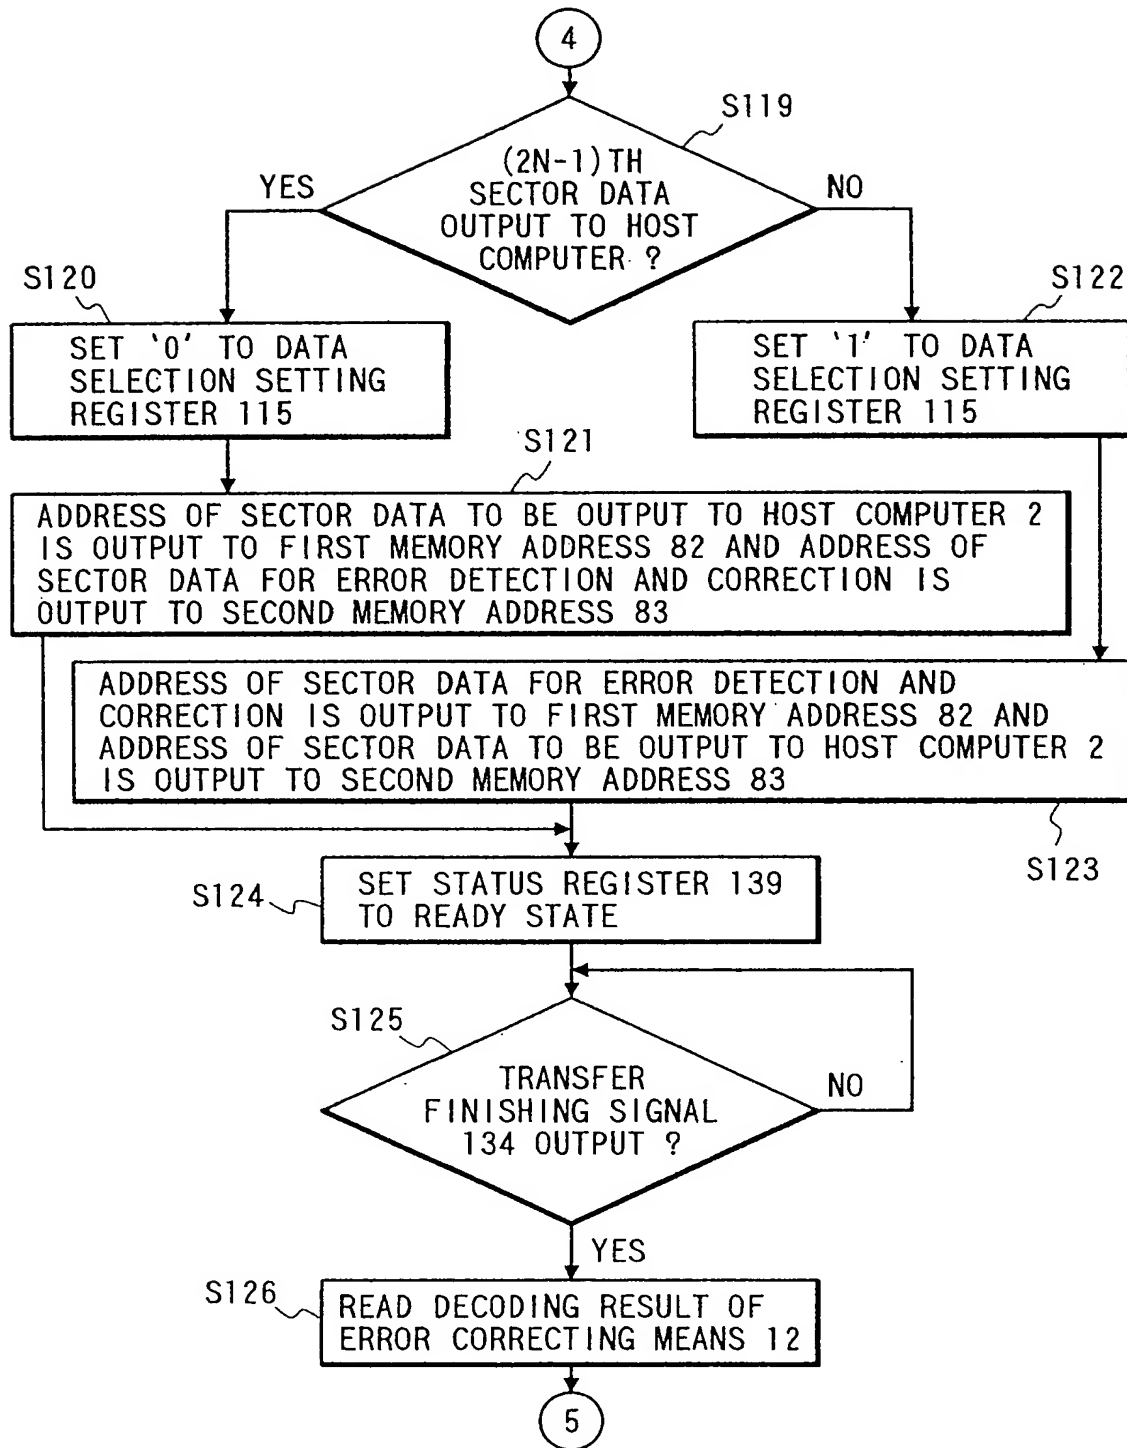 4
S119
(2N-1)TH
SECTOR DATA
OUTPUT TO HOST
COMPUTER ?
YES
NO
S120
SET '0' TO DATA
SELECTION SETTING
REGISTER 115
S122
SET '1' TO DATA
SELECTION SETTING
REGISTER 115
S121
ADDRESS OF SECTOR DATA TO BE OUTPUT TO HOST COMPUTER 2
IS OUTPUT TO FIRST MEMORY ADDRESS 82 AND ADDRESS OF
SECTOR DATA FOR ERROR DETECTION AND CORRECTION IS
OUTPUT TO SECOND MEMORY ADDRESS 83
ADDRESS OF SECTOR DATA FOR ERROR DETECTION AND
CORRECTION IS OUTPUT TO FIRST MEMORY ADDRESS 82 AND
ADDRESS OF SECTOR DATA TO BE OUTPUT TO HOST COMPUTER 2
IS OUTPUT TO SECOND MEMORY ADDRESS 83
S123
S124
SET STATUS REGISTER 139
TO READY STATE
S125
TRANSFER
FINISHING SIGNAL
134 OUTPUT ?
NO
YES
S126
READ DECODING RESULT OF
ERROR CORRECTING MEANS 12
5